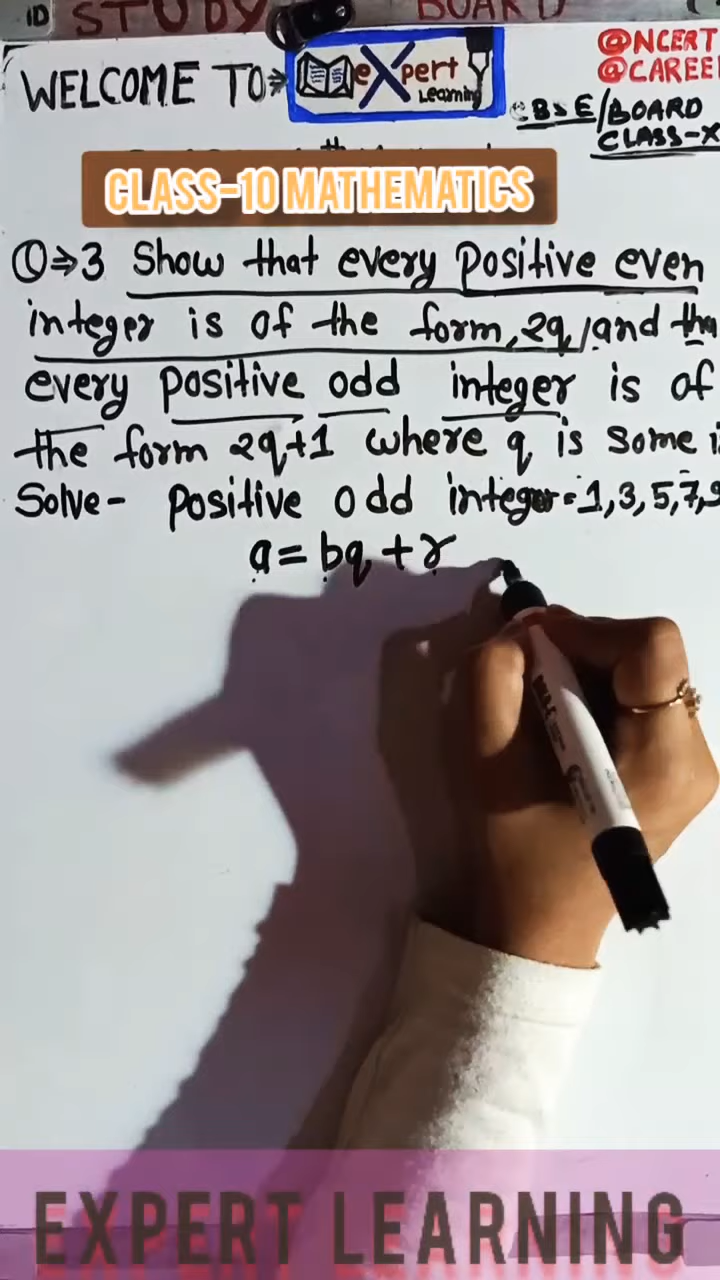 ID STUDY BOARD
WELCOME TO⇒ eXpert Learning
@NCERT
@CAREE
CBSE/BOARD
CLASS-X
CLASS-10 MATHEMATICS
Q⇒3 Show that every positive even
integer is of the form, 2q, and tha
every positive odd integer is of
the form 2q+1 where q is some i
Solve- positive odd integer=1,3,5,7,9
a = bq + r
EXPERT LEARNING